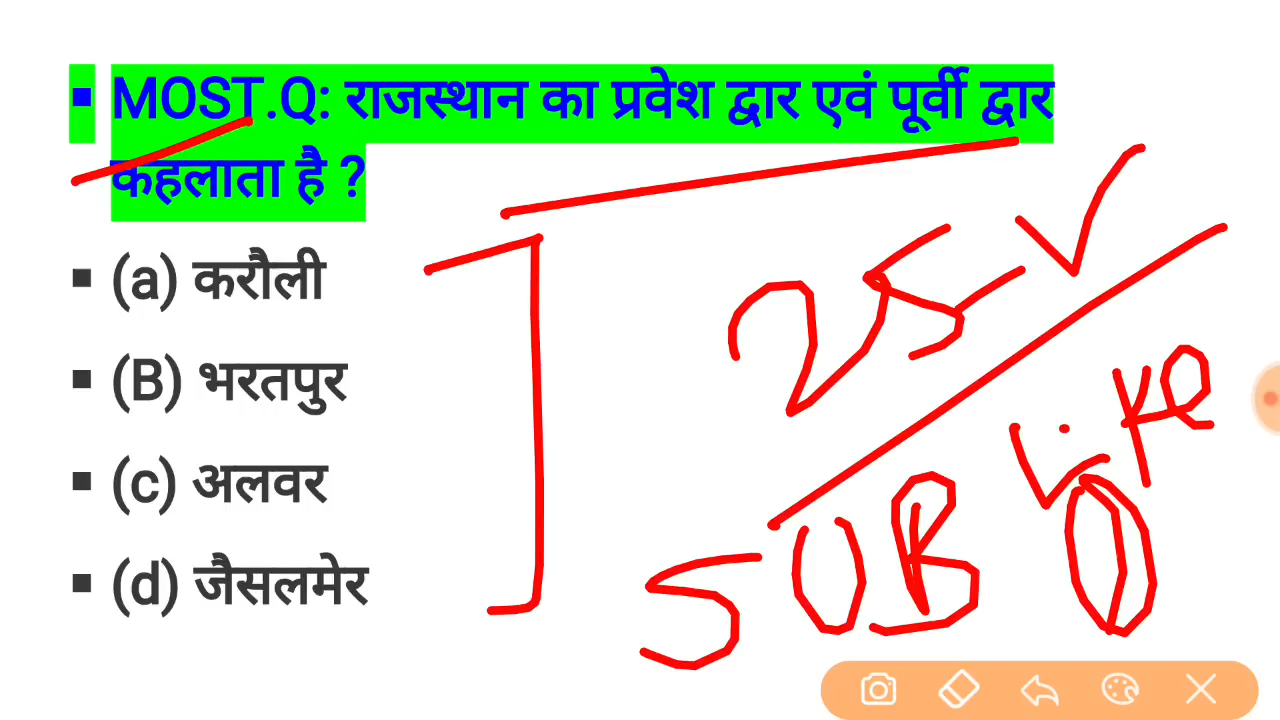 MOST.Q: राजस्थान का प्रवेश द्वार एवं पूर्वी द्वार
कहलाता है ?
(a) करौली
(B) भरतपुर
(c) अलवर
(d) जैसलमेर
25
Like
SUB